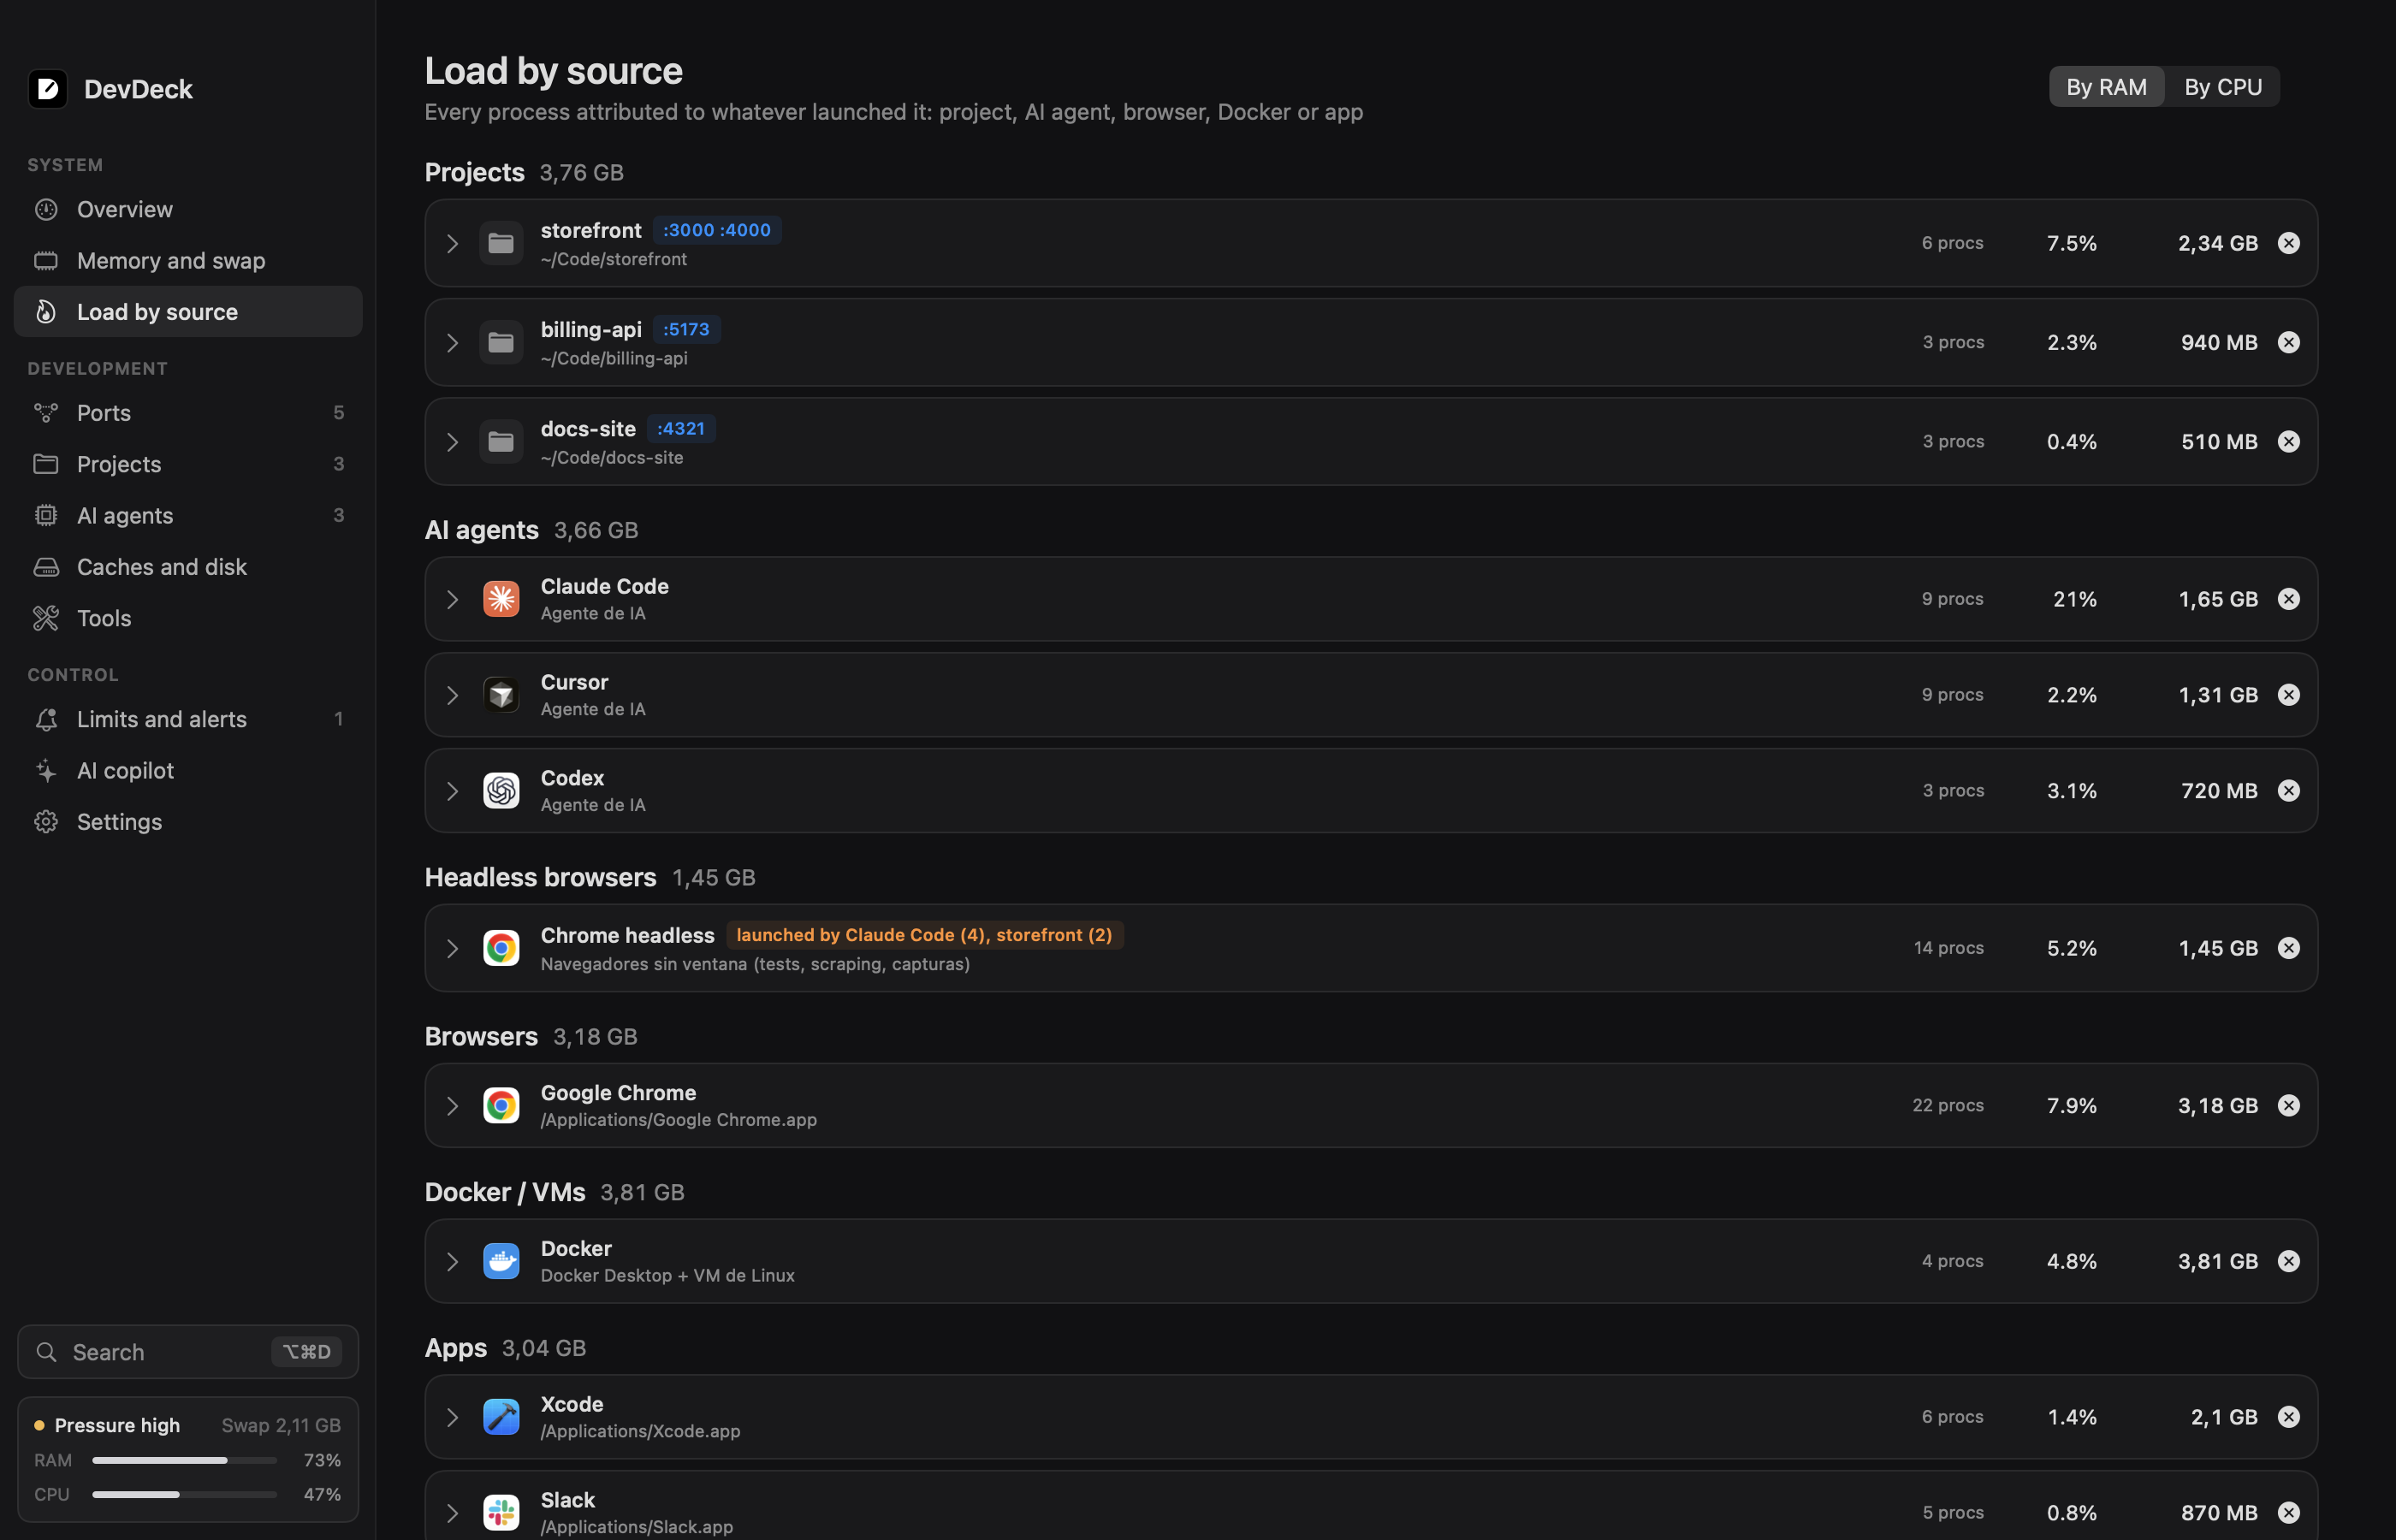 DevDeck
SYSTEM
Overview
Memory and swap
Load by source
DEVELOPMENT
Ports 5
Projects 3
AI agents 3
Caches and disk
Tools
CONTROL
Limits and alerts 1
AI copilot
Settings
Search ⌥⌘D
Pressure high Swap 2,11 GB
RAM 73%
CPU 47%
Load by source
Every process attributed to whatever launched it: project, AI agent, browser, Docker or app
By RAM By CPU
Projects 3,76 GB
storefront :3000 :4000
~/Code/storefront
6 procs 7.5% 2,34 GB
billing-api :5173
~/Code/billing-api
3 procs 2.3% 940 MB
docs-site :4321
~/Code/docs-site
3 procs 0.4% 510 MB
AI agents 3,66 GB
Claude Code
Agente de IA
9 procs 21% 1,65 GB
Cursor
Agente de IA
9 procs 2.2% 1,31 GB
Codex
Agente de IA
3 procs 3.1% 720 MB
Headless browsers 1,45 GB
Chrome headless launched by Claude Code (4), storefront (2)
Navegadores sin ventana (tests, scraping, capturas)
14 procs 5.2% 1,45 GB
Browsers 3,18 GB
Google Chrome
/Applications/Google Chrome.app
22 procs 7.9% 3,18 GB
Docker / VMs 3,81 GB
Docker
Docker Desktop + VM de Linux
4 procs 4.8% 3,81 GB
Apps 3,04 GB
Xcode
/Applications/Xcode.app
6 procs 1.4% 2,1 GB
Slack
/Applications/Slack.app
5 procs 0.8% 870 MB